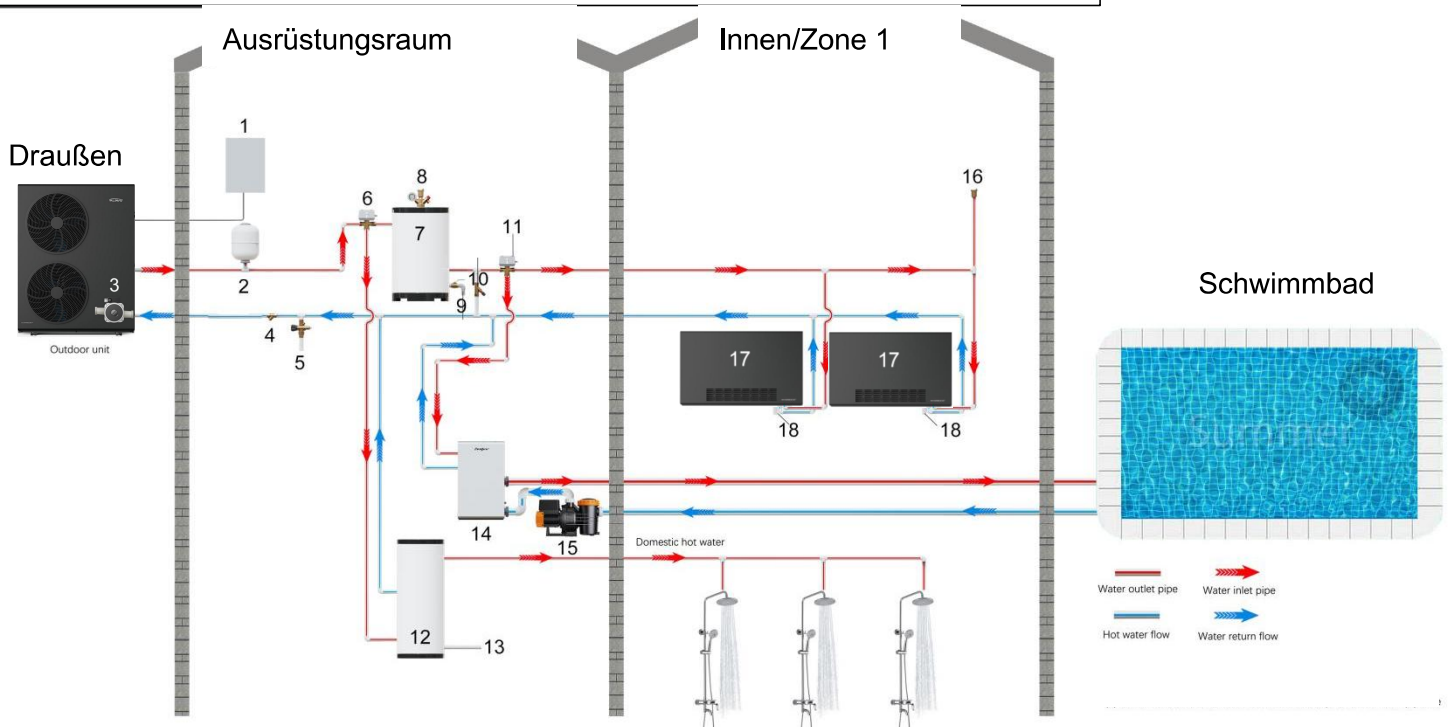 Ausrüstungsraum
Innen/Zone 1
1
Draußen
8
16
6
11
7
3
2
10
9
Schwimmbad
4
5
Outdoor unit
17
17
18
18
Summer
14
15
Domestic hot water
Water outlet pipe
Water inlet pipe
Hot water flow
Water return flow
12
13